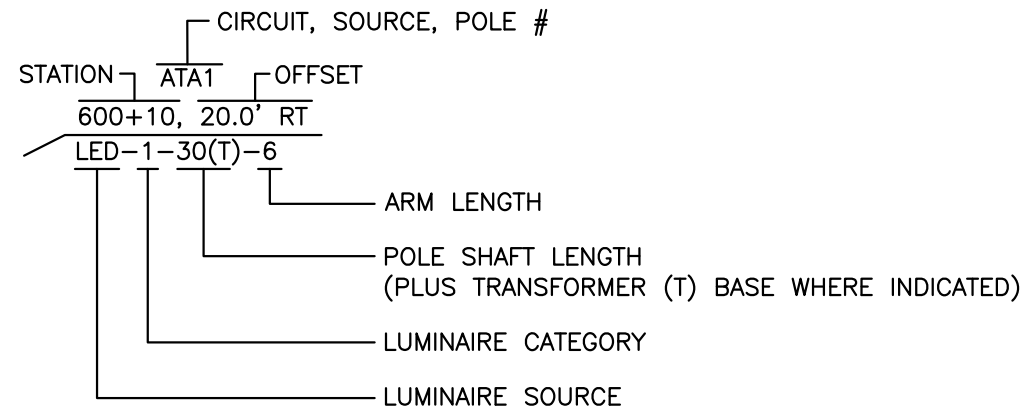 CIRCUIT, SOURCE, POLE #
STATION
ATA1
OFFSET
600+10, 20.0' RT
LED-1-30(T)-6
ARM LENGTH
POLE SHAFT LENGTH
(PLUS TRANSFORMER (T) BASE WHERE INDICATED)
LUMINAIRE CATEGORY
LUMINAIRE SOURCE